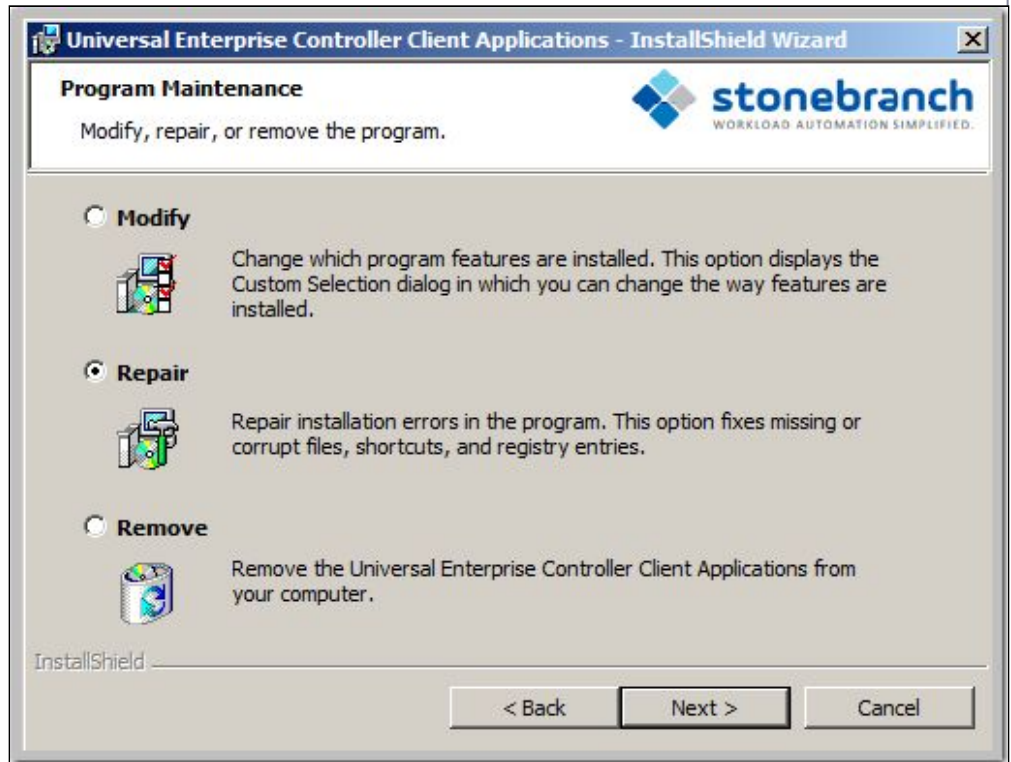 Universal Enterprise Controller Client Applications - InstallShield Wizard
Program Maintenance
Modify, repair, or remove the program.
stonebranch
WORKLOAD AUTOMATION SIMPLIFIED.
Modify
Change which program features are installed. This option displays the
Custom Selection dialog in which you can change the way features are
installed.
Repair
Repair installation errors in the program. This option fixes missing or
corrupt files, shortcuts, and registry entries.
Remove
Remove the Universal Enterprise Controller Client Applications from
your computer.
InstallShield
< Back
Next >
Cancel